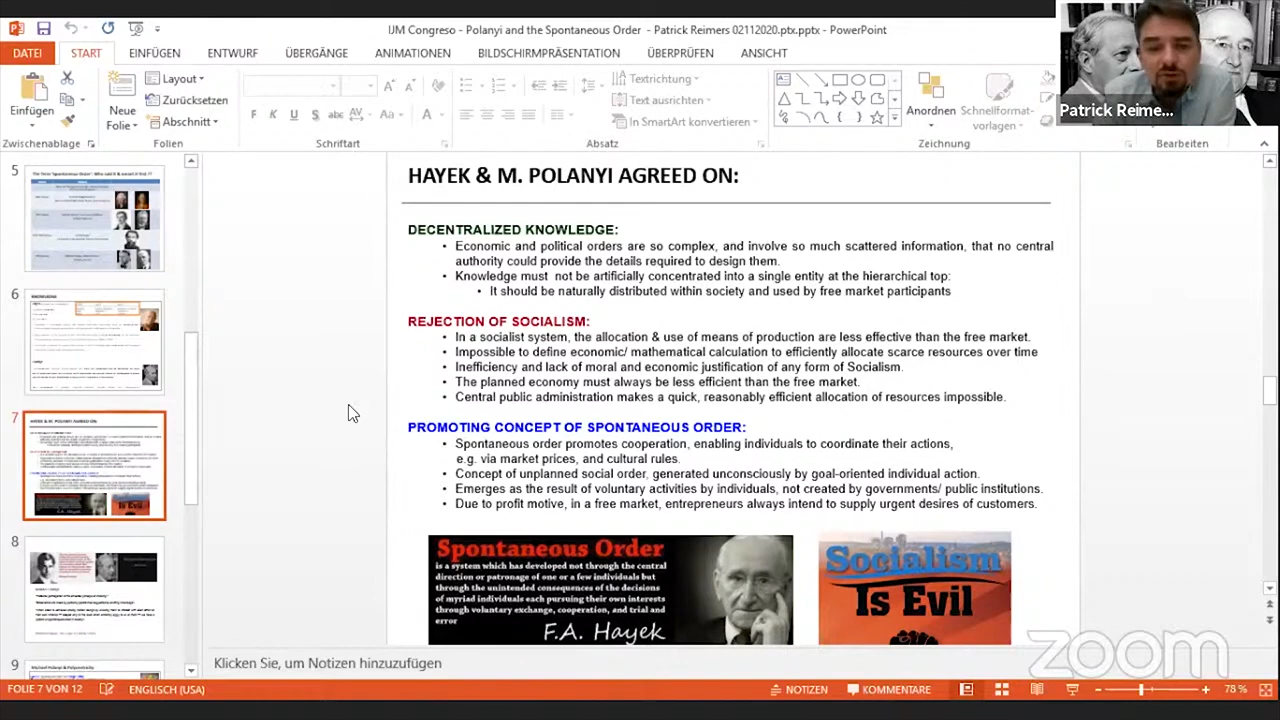 IJM Congreso - Polanyi and the Spontaneous Order - Patrick Reimers 02112020.ptx.pptx - PowerPoint
DATEI START EINFÜGEN ENTWURF ÜBERGÄNGE ANIMATIONEN BILDSCHIRMPRÄSENTATION ÜBERPRÜFEN ANSICHT
Patrick Reime...
Einfügen
Neue
Folie
Layout
Zurücksetzen
Abschnitt
Textrichtung
Text ausrichten
In SmartArt konvertieren
Anordnen
Schnellformat-
vorlagen
Zwischenablage Folien Schriftart Absatz Zeichnung Bearbeiten
5
6
7
8
9
HAYEK & M. POLANYI AGREED ON:
DECENTRALIZED KNOWLEDGE:
• Economic and political orders are so complex, and involve so much scattered information, that no central
authority could provide the details required to design them.
• Knowledge must not be artificially concentrated into a single entity at the hierarchical top:
• It should be naturally distributed within society and used by free market participants
REJECTION OF SOCIALISM:
• In a socialist system, the allocation & use of means of production are less effective than the free market.
• Impossible to define economic/ mathematical calculation to efficiently allocate scarce resources over time
• Inefficiency and lack of moral and economic justification of any form of Socialism.
• The planned economy must always be less efficient than the free market.
• Central public administration makes a quick, reasonably efficient allocation of resources impossible.
PROMOTING CONCEPT OF SPONTANEOUS ORDER:
• Spontaneous order promotes cooperation, enabling individuals to coordinate their actions,
e.g. via market prices, and cultural rules.
• Complex, unplanned social order, generated unconsciously by goal-oriented individual action.
• Emerges as the result of voluntary activities by individuals, not created by governments/ public institutions.
• Due to profit motive, in a free market, entrepreneurs always intend to supply urgent desires of customers.
Spontaneous Order
is a system which has developed not through the central
direction or patronage of one or a few individuals but
through the unintended consequences of the decisions
of myriad individuals each pursuing their own interests
through voluntary exchange, cooperation, and trial and
error
F.A. Hayek
Socialism
Is Evil
zoom
Klicken Sie, um Notizen hinzuzufügen
FOLIE 7 VON 12 ENGLISCH (USA) NOTIZEN KOMMENTARE 78 %